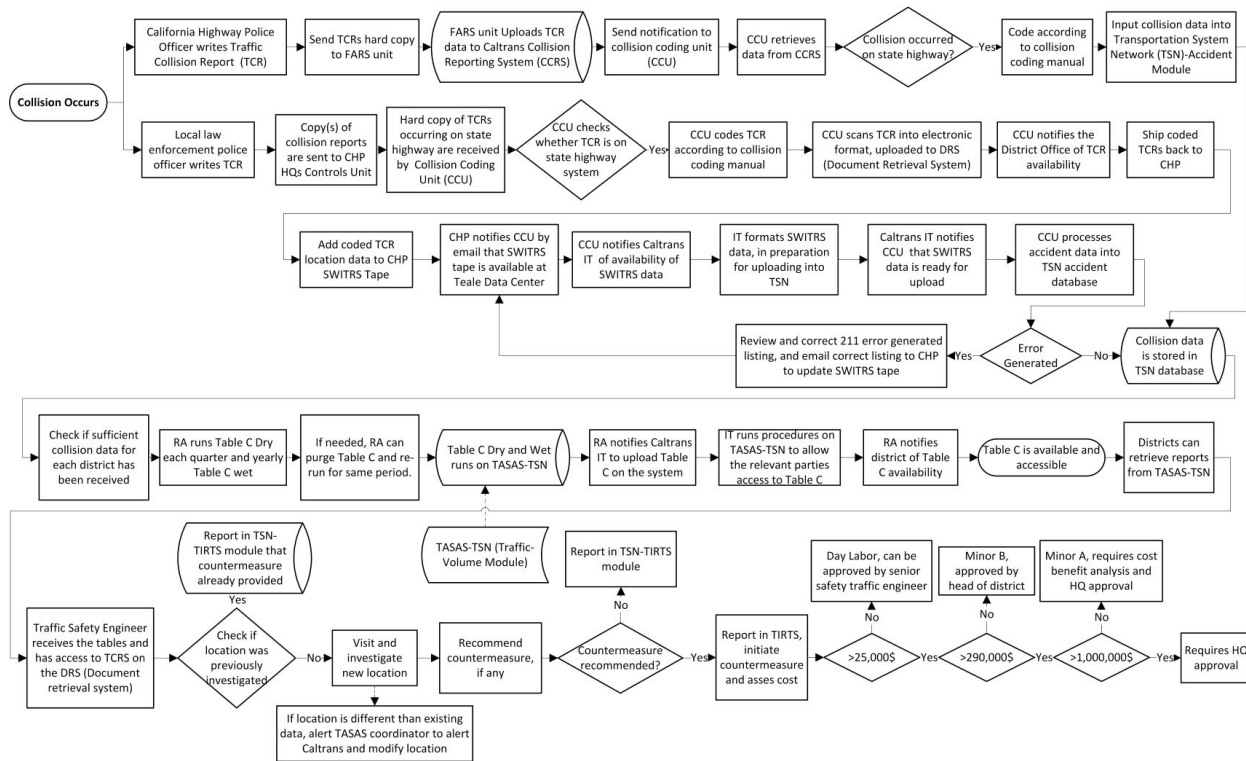 California Highway Police
Officer writes Traffic
Collision Report (TCR)
Send TCRs hard copy
to FARS unit
FARS unit Uploads TCR
data to Caltrans Collision
Reporting System (CCRS)
Send notification to
collision coding unit
(CCU)
CCU retrieves
data from CCRS
Collision occurred
on state highway?
Yes
Code according
to collision
coding manual
Input collision data into
Transportation System
Network (TSN)-Accident
Module
Collision Occurs
Local law
enforcement police
officer writes TCR
Copy(s) of
collision reports
are sent to CHP
HQs Controls Unit
Hard copy of TCRs
occurring on state
highway are received
by Collision Coding
Unit (CCU)
CCU checks
whether TCR is on
state highway
system
Yes
CCU codes TCR
according to collision
coding manual
CCU scans TCR into electronic
format, uploaded to DRS
(Document Retrieval System)
CCU notifies the
District Office of TCR
availability
Ship coded
TCRs back to
CHP
Add coded TCR
location data to CHP
SWITRS Tape
CHP notifies CCU by
email that SWITRS
tape is available at
Teale Data Center
CCU notifies Caltrans
IT of availability of
SWITRS data
IT formats SWITRS
data, in preparation
for uploading into
TSN
Caltrans IT notifies
CCU that SWITRS
data is ready for
upload
CCU processes
accident data into
TSN accident
database
Review and correct 211 error generated
listing, and email correct listing to CHP
to update SWITRS tape
Yes
Error
Generated
No
Collision data
is stored in
TSN database
Check if sufficient
collision data for
each district has
been received
RA runs Table C Dry
each quarter and yearly
Table C wet
If needed, RA can
purge Table C and re-
run for same period.
Table C Dry and Wet
runs on TASAS-TSN
RA notifies Caltrans
IT to upload Table C
on the system
IT runs procedures on
TASAS-TSN to allow
the relevant parties
access to Table C
RA notifies
district of Table
C availability
Table C is available and
accessible
Districts can
retrieve reports
from TASAS-TSN
Report in TSN-
TIRTS module that
countermeasure
already provided
TASAS-TSN (Traffic-
Volume Module)
Report in TSN-TIRTS
module
Day Labor, can be
approved by senior
safety traffic engineer
Minor B,
approved by
head of district
Minor A, requires cost
benefit analysis and
HQ approval
Yes
No
No
No
No
Traffic Safety Engineer
receives the tables and
has access to TCRS on
the DRS (Document
retrieval system)
Check if
location was
previously
investigated
No
Visit and
investigate
new location
Recommend
countermeasure,
if any
Countermeasure
recommended?
Yes
Report in TIRTS,
initiate
countermeasure
and asses cost
>25,000$
Yes
>290,000$
Yes
>1,000,000$
Yes
Requires HQ
approval
If location is different than existing
data, alert TASAS coordinator to alert
Caltrans and modify location